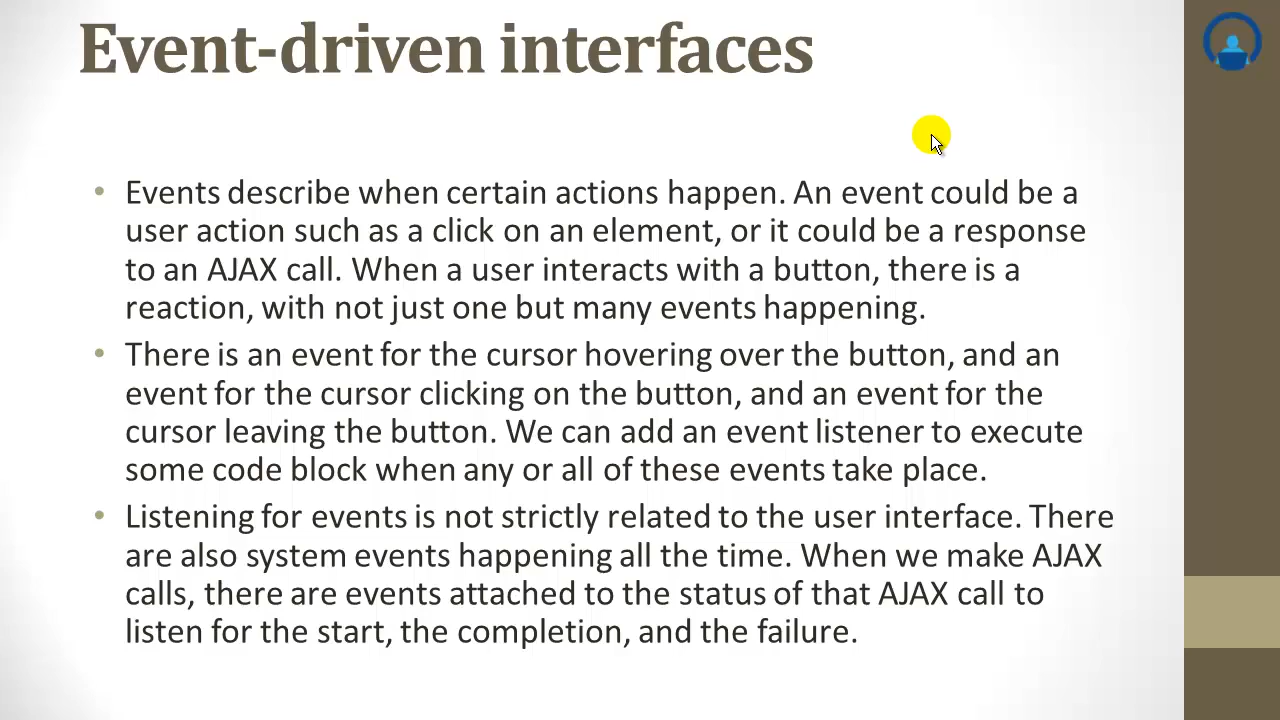 Event-driven interfaces
Events describe when certain actions happen. An event could be a
user action such as a click on an element, or it could be a response
to an AJAX call. When a user interacts with a button, there is a
reaction, with not just one but many events happening.
There is an event for the cursor hovering over the button, and an
event for the cursor clicking on the button, and an event for the
cursor leaving the button. We can add an event listener to execute
some code block when any or all of these events take place.
Listening for events is not strictly related to the user interface. There
are also system events happening all the time. When we make AJAX
calls, there are events attached to the status of that AJAX call to
listen for the start, the completion, and the failure.